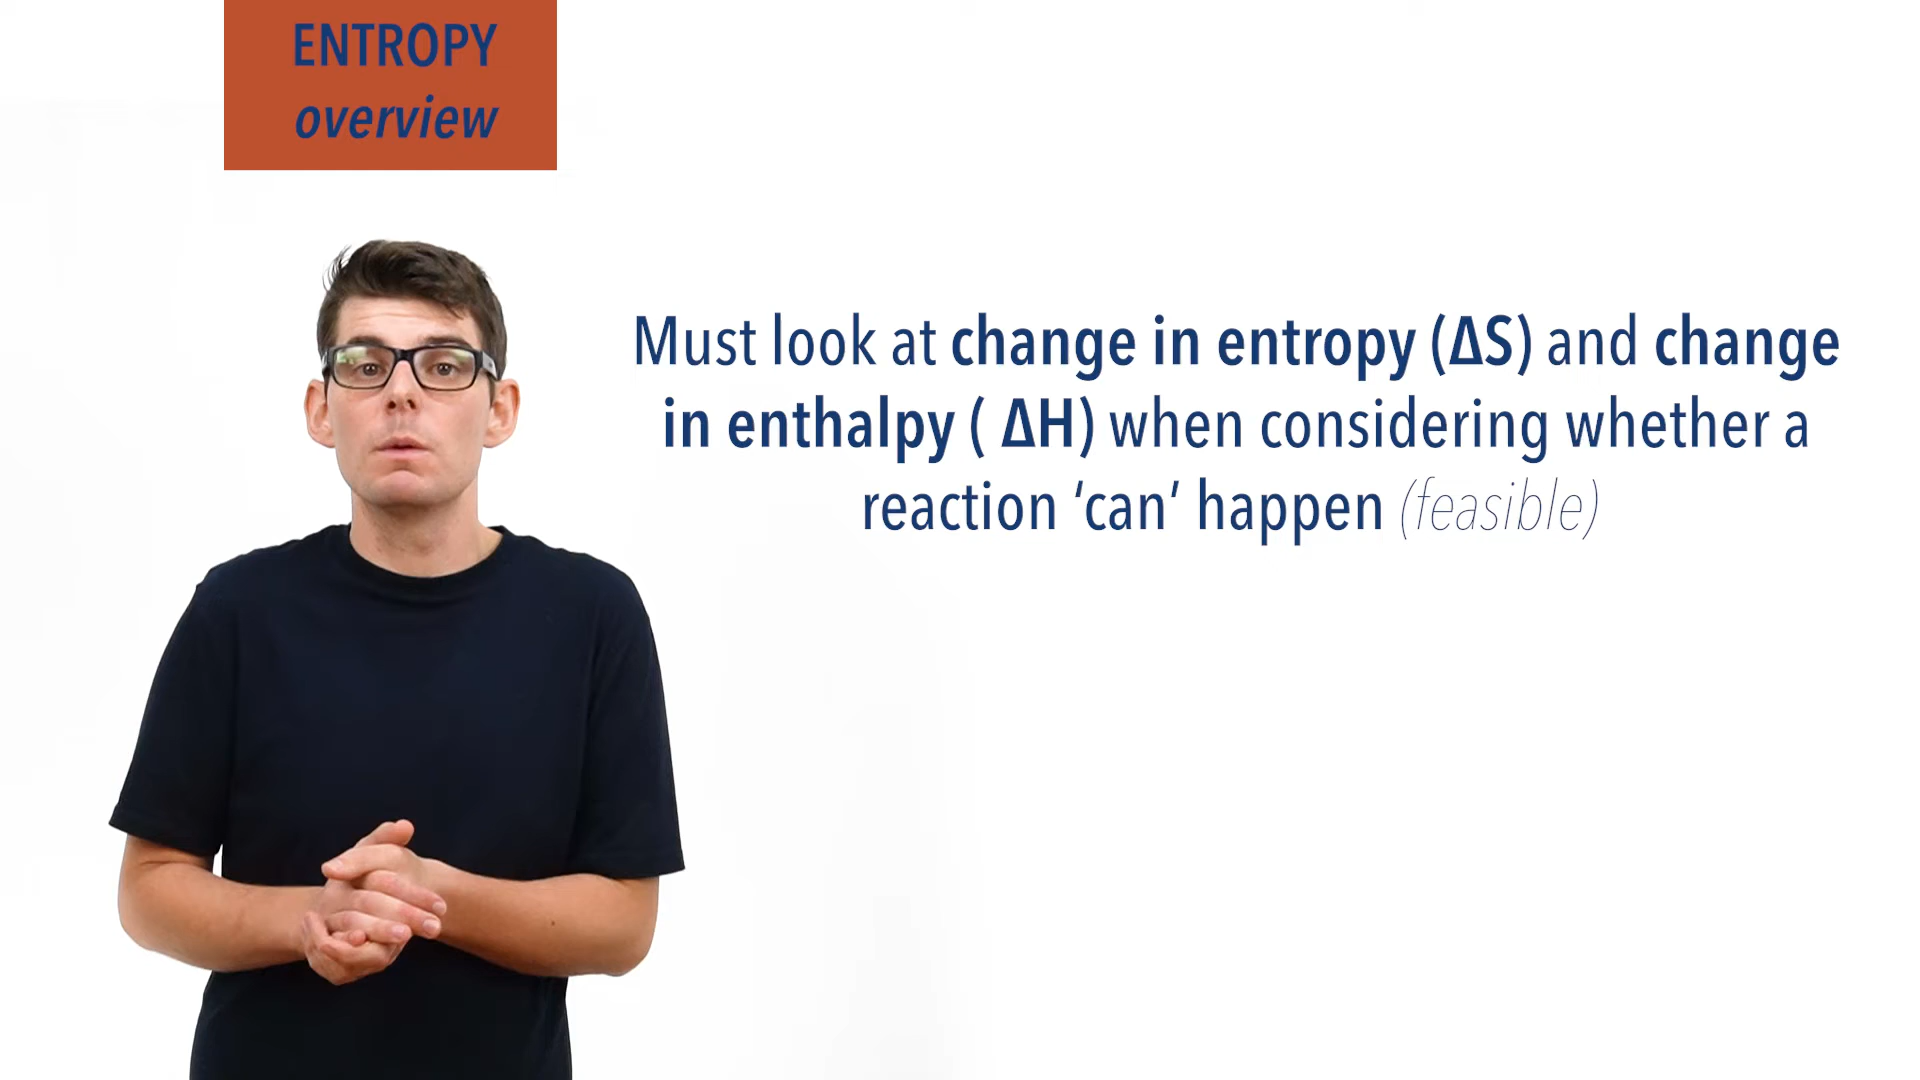 ENTROPY
overview
Must look at change in entropy (ΔS) and change
in enthalpy ( ΔH) when considering whether a
reaction ‘can’ happen (feasible)